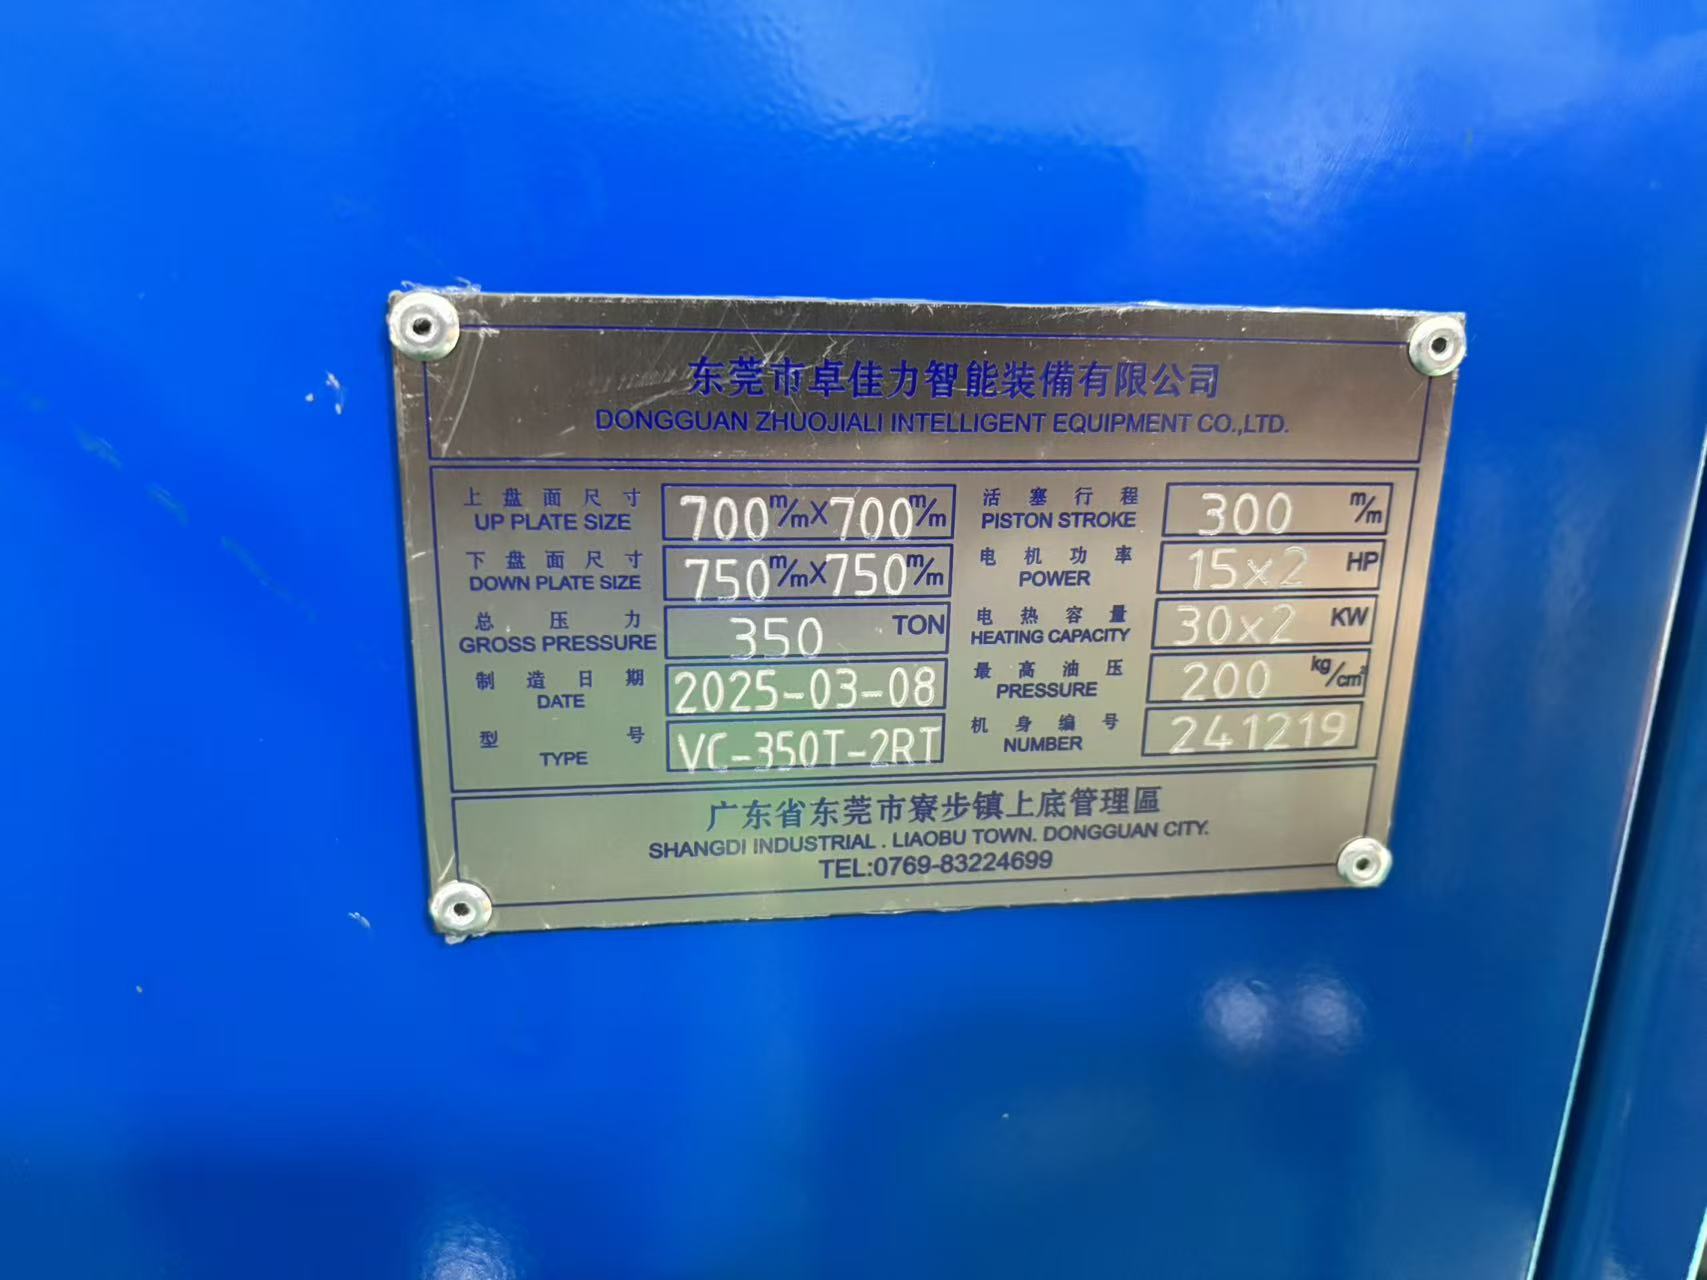 东莞市卓佳力智能装備有限公司
DONGGUAN ZHUOJIALI INTELLIGENT EQUIPMENT CO.,LTD.
上盘面尺寸 700m/m×700m/m 活塞行程 300 m/m
UP PLATE SIZE PISTON STROKE
下盘面尺寸 750m/m×750m/m 电机功率 15×2 HP
DOWN PLATE SIZE POWER
总压力 350 TON 电热容量 30×2 KW
GROSS PRESSURE HEATING CAPACITY
制造日期 2025-03-08 最高油压 200 kg/cm²
DATE PRESSURE
型号 VC-350T-2RT 机身编号 241219
TYPE NUMBER
广东省东莞市寮步镇上底管理區
SHANGDI INDUSTRIAL . LIAOBU TOWN. DONGGUAN CITY.
TEL:0769-83224699